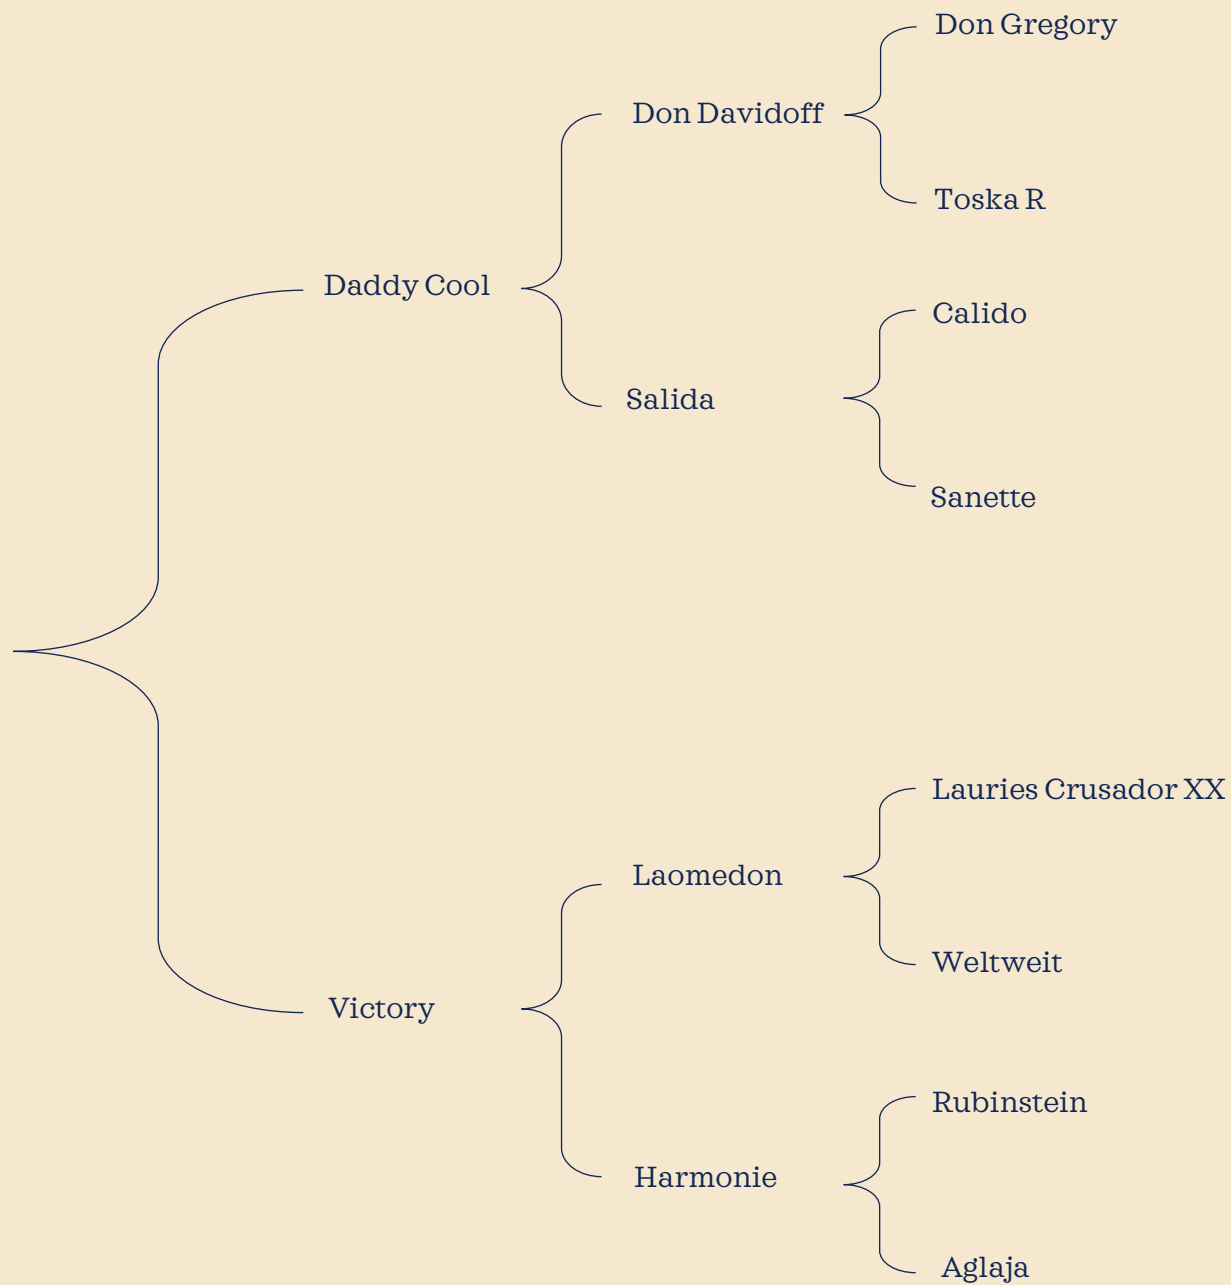 Don Gregory
Don Davidoff
Toska R
Daddy Cool
Calido
Salida
Sanette
Lauries Crusador XX
Laomedon
Weltweit
Victory
Rubinstein
Harmonie
Aglaja